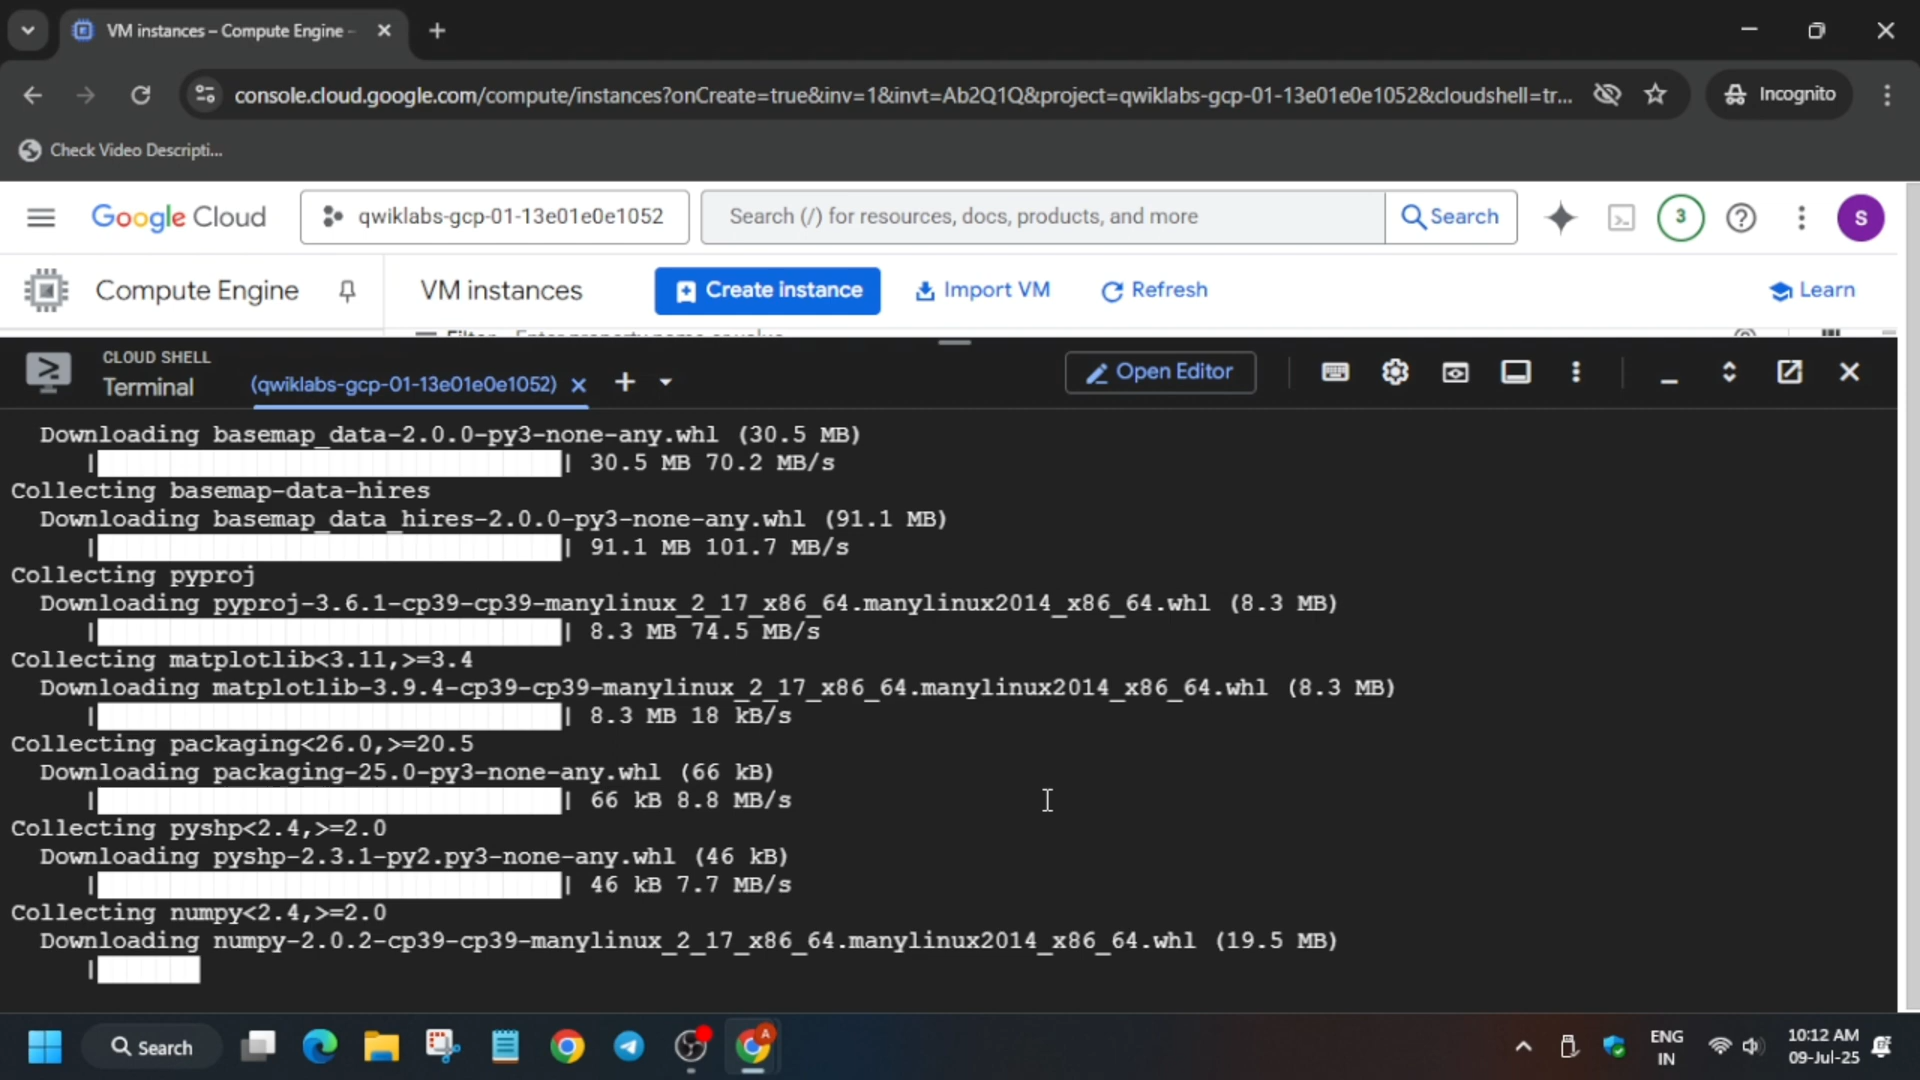 VM instances – Compute Engine -
console.cloud.google.com/compute/instances?onCreate=true&inv=1&invt=Ab2Q1Q&project=qwiklabs-gcp-01-13e01e0e1052&cloudshell=tr...
Incognito
Check Video Descripti...
Google Cloud
qwiklabs-gcp-01-13e01e0e1052
Search (/) for resources, docs, products, and more
Search
3
S
Compute Engine
VM instances
Create instance
Import VM
Refresh
Learn
CLOUD SHELL
Terminal
(qwiklabs-gcp-01-13e01e0e1052)
Open Editor
Downloading basemap_data-2.0.0-py3-none-any.whl (30.5 MB)
|| 30.5 MB 70.2 MB/s
Collecting basemap-data-hires
Downloading basemap_data_hires-2.0.0-py3-none-any.whl (91.1 MB)
|| 91.1 MB 101.7 MB/s
Collecting pyproj
Downloading pyproj-3.6.1-cp39-cp39-manylinux_2_17_x86_64.manylinux2014_x86_64.whl (8.3 MB)
|| 8.3 MB 74.5 MB/s
Collecting matplotlib<3.11,>=3.4
Downloading matplotlib-3.9.4-cp39-cp39-manylinux_2_17_x86_64.manylinux2014_x86_64.whl (8.3 MB)
|| 8.3 MB 18 kB/s
Collecting packaging<26.0,>=20.5
Downloading packaging-25.0-py3-none-any.whl (66 kB)
|| 66 kB 8.8 MB/s
Collecting pyshp<2.4,>=2.0
Downloading pyshp-2.3.1-py2.py3-none-any.whl (46 kB)
|| 46 kB 7.7 MB/s
Collecting numpy<2.4,>=2.0
Downloading numpy-2.0.2-cp39-cp39-manylinux_2_17_x86_64.manylinux2014_x86_64.whl (19.5 MB)
|
Search
A
ENG
IN
10:12 AM
09-Jul-25